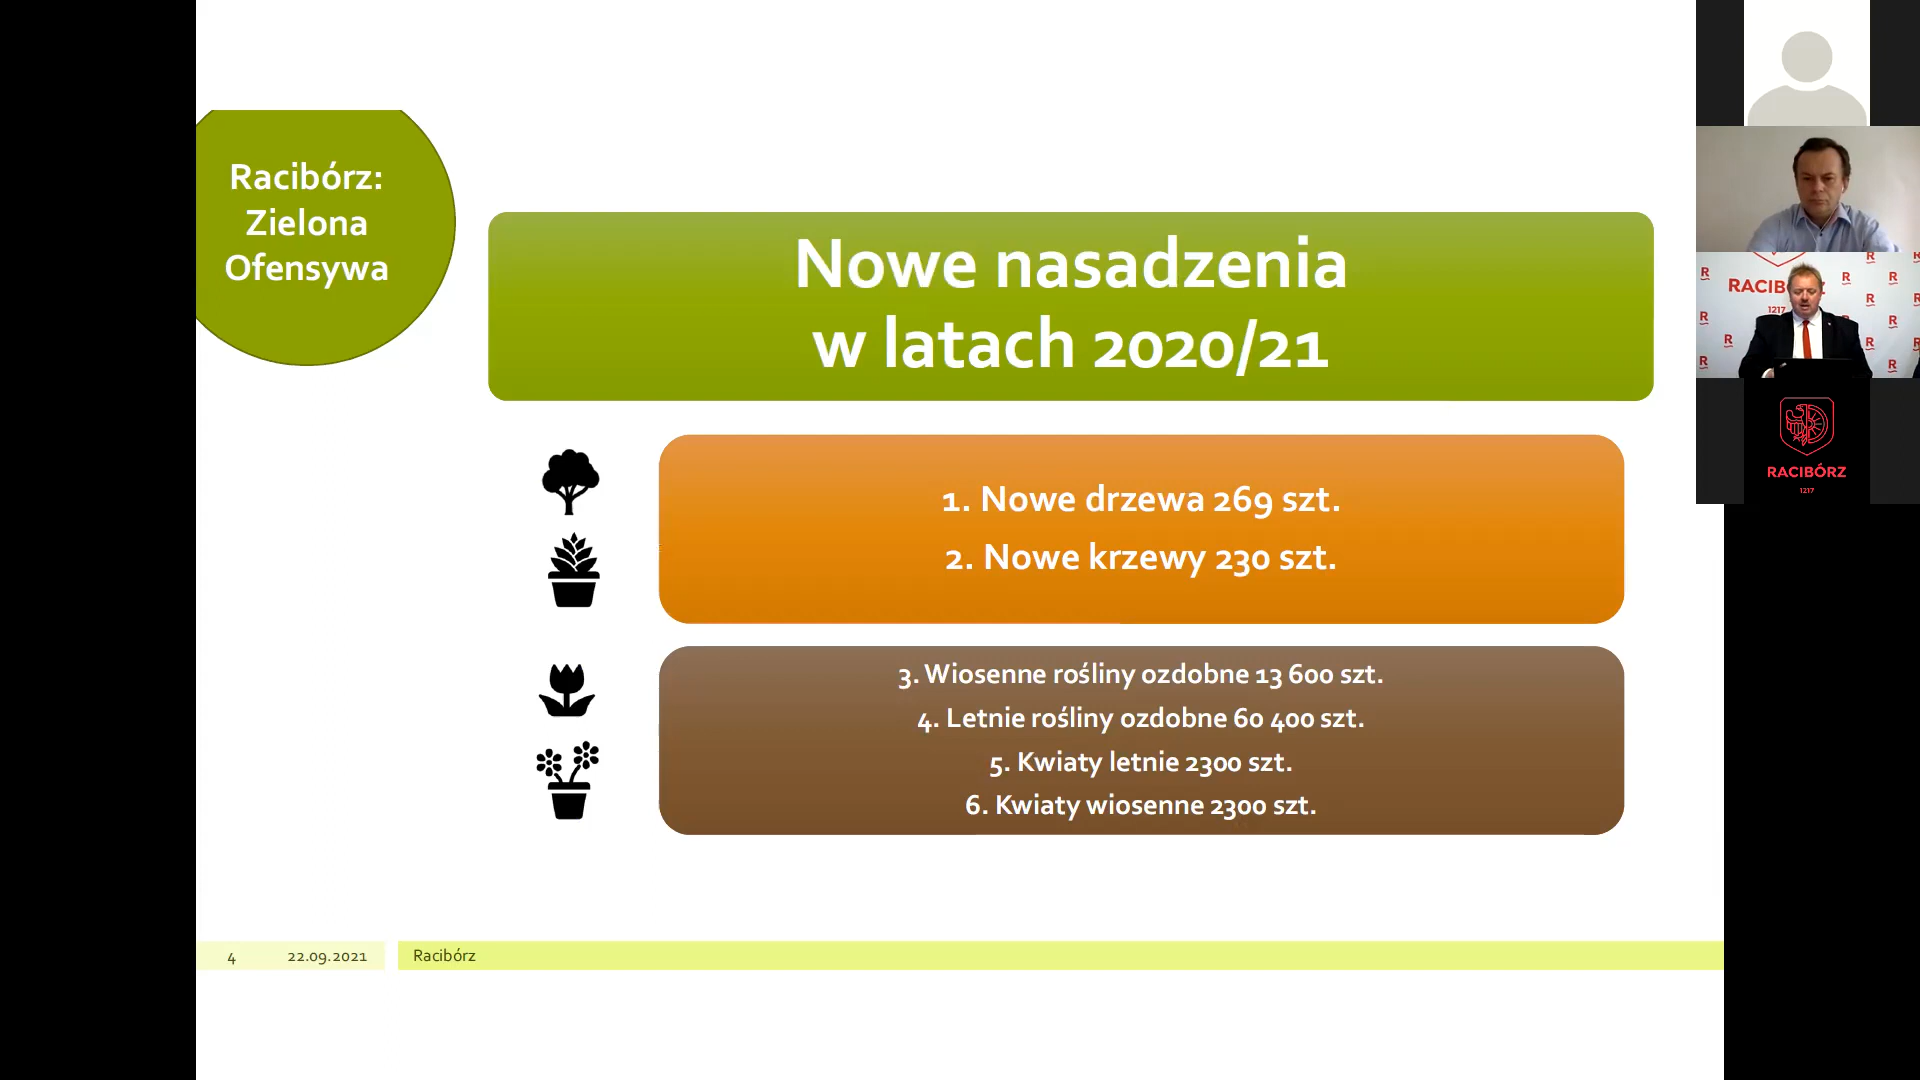 Racibórz:
Zielona
Ofensywa
Nowe nasadzenia
w latach 2020/21
1. Nowe drzewa 269 szt.
2. Nowe krzewy 230 szt.
3. Wiosenne rośliny ozdobne 13 600 szt.
4. Letnie rośliny ozdobne 60 400 szt.
5. Kwiaty letnie 2300 szt.
6. Kwiaty wiosenne 2300 szt.
4 22.09.2021 Racibórz
RACIBÓRZ
1217
RACIBÓRZ
1217